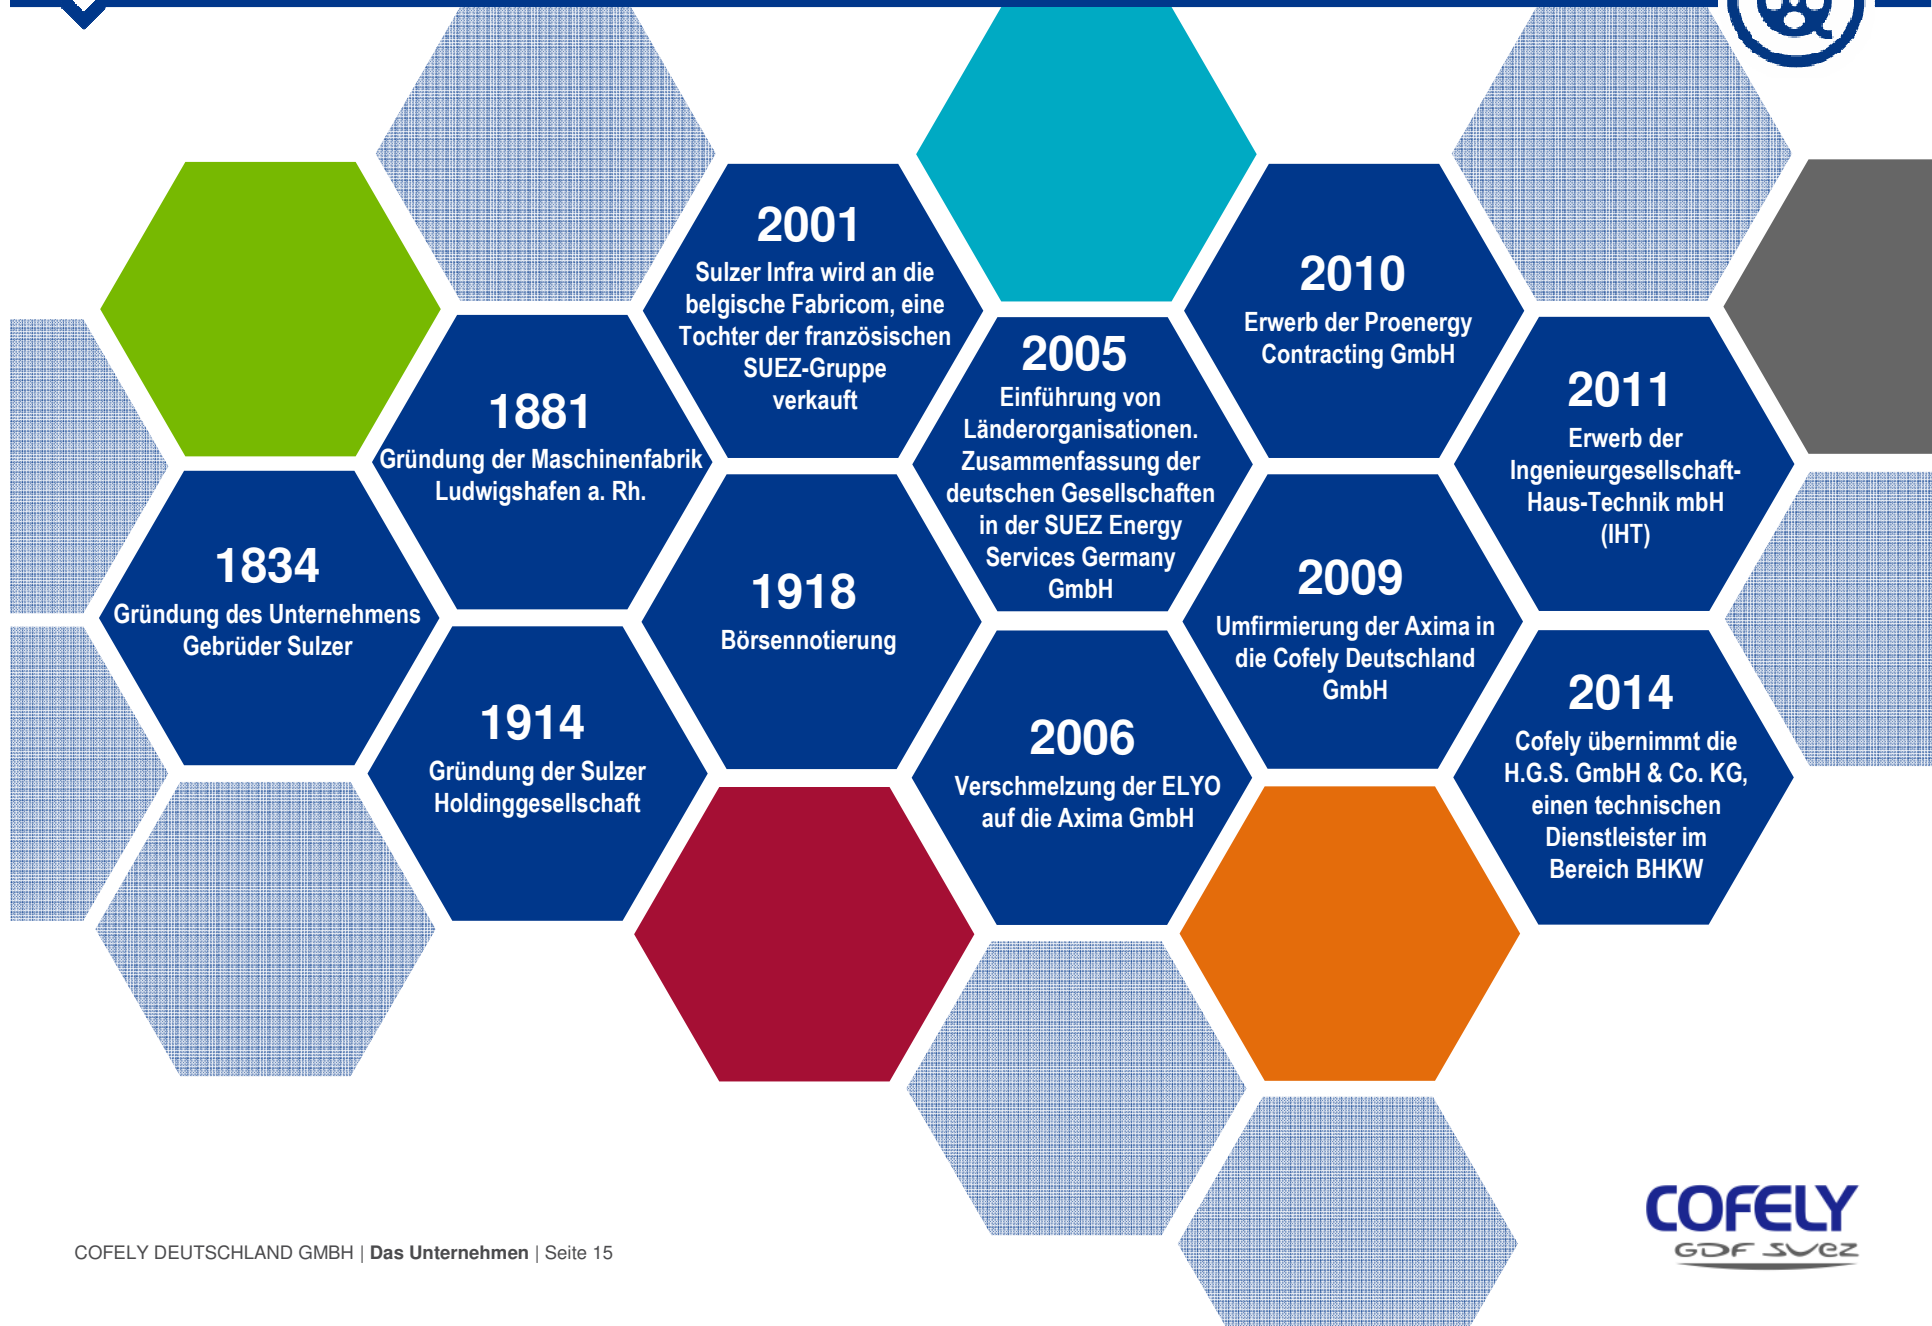 1834
Gründung des Unternehmens
Gebrüder Sulzer
1881
Gründung der Maschinenfabrik
Ludwigshafen a. Rh.
1914
Gründung der Sulzer
Holdinggesellschaft
1918
Börsennotierung
2001
Sulzer Infra wird an die
belgische Fabricom, eine
Tochter der französischen
SUEZ-Gruppe
verkauft
2005
Einführung von
Länderorganisationen.
Zusammenfassung der
deutschen Gesellschaften
in der SUEZ Energy
Services Germany
GmbH
2006
Verschmelzung der ELYO
auf die Axima GmbH
2009
Umfirmierung der Axima in
die Cofely Deutschland
GmbH
2010
Erwerb der Proenergy
Contracting GmbH
2011
Erwerb der
Ingenieurgesellschaft-
Haus-Technik mbH
(IHT)
2014
Cofely übernimmt die
H.G.S. GmbH & Co. KG,
einen technischen
Dienstleister im
Bereich BHKW
COFELY DEUTSCHLAND GMBH | Das Unternehmen | Seite 15
COFELY
GDF SUEZ